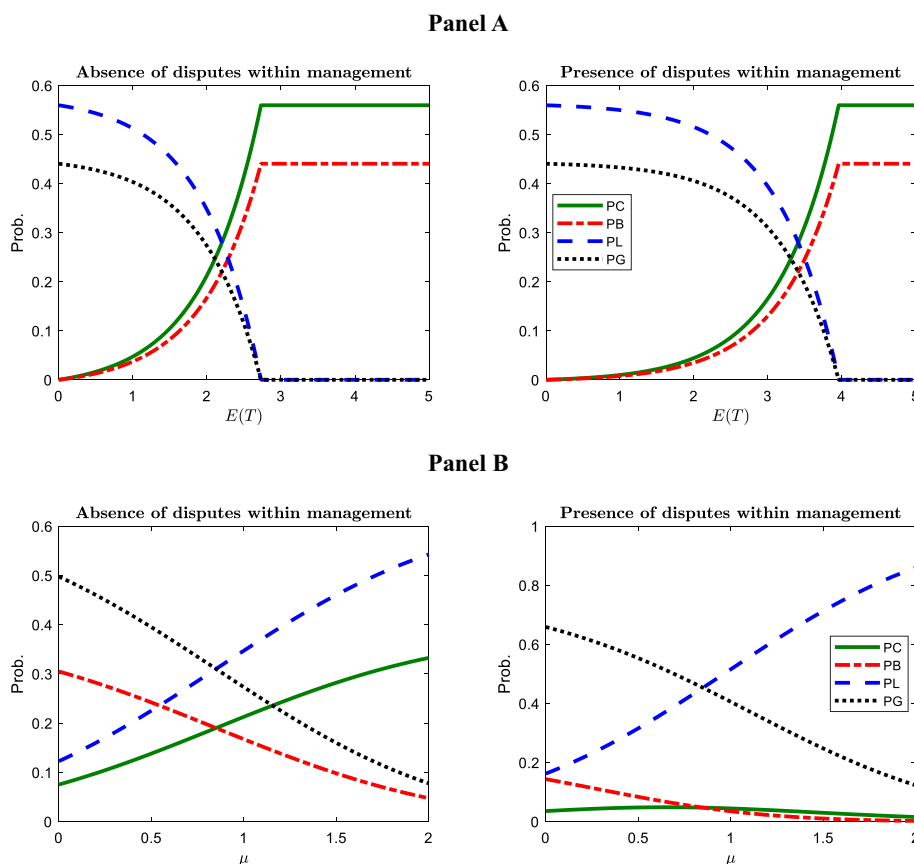 Panel A
Absence of disputes within management
0.6
0.5
0.4
0.3
0.2
0.1
0
Prob.
0 1 2 3 4 5
E(T)
Presence of disputes within management
0.6
0.5
0.4
0.3
0.2
0.1
0
Prob.
PC
PB
PL
PG
0 1 2 3 4 5
E(T)
Panel B
Absence of disputes within management
0.6
0.5
0.4
0.3
0.2
0.1
0
Prob.
0 0.5 1 1.5 2
μ
Presence of disputes within management
1
0.8
0.6
0.4
0.2
0
Prob.
PC
PB
PL
PG
0 0.5 1 1.5 2
μ